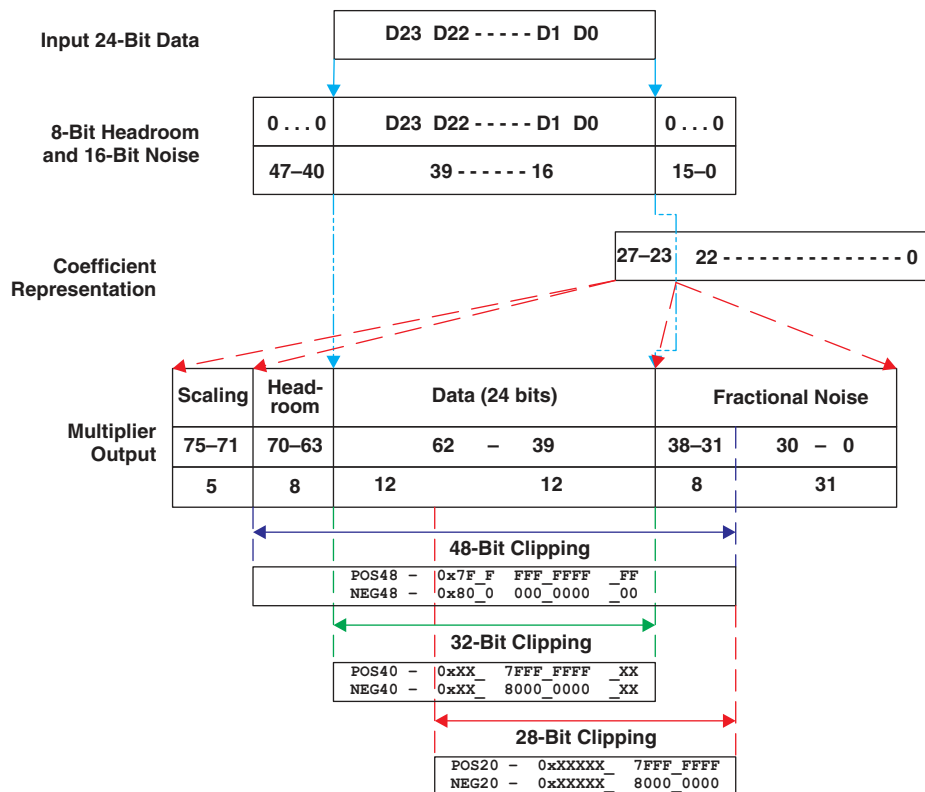 Input 24-Bit Data
D23 D22 - - - - - D1 D0
8-Bit Headroom
and 16-Bit Noise
0 . . . 0
D23 D22 - - - - - D1 D0
0 . . . 0
47–40
39 - - - - - - 16
15–0
Coefficient
Representation
27–23
22 - - - - - - - - - - - - - - - 0
Multiplier
Output
Scaling
Head-
room
Data (24 bits)
Fractional Noise
75–71
70–63
62 – 39
38–31
30 – 0
5
8
12
12
8
31
48-Bit Clipping
POS48 – 0x7F_F FFF_FFFF _FF
NEG48 – 0x80_0 000_0000 _00
32-Bit Clipping
POS40 – 0xXX_ 7FFF_FFFF _XX
NEG40 – 0xXX_ 8000_0000 _XX
28-Bit Clipping
POS20 – 0xXXXXX_ 7FFF_FFFF
NEG20 – 0xXXXXX_ 8000_0000